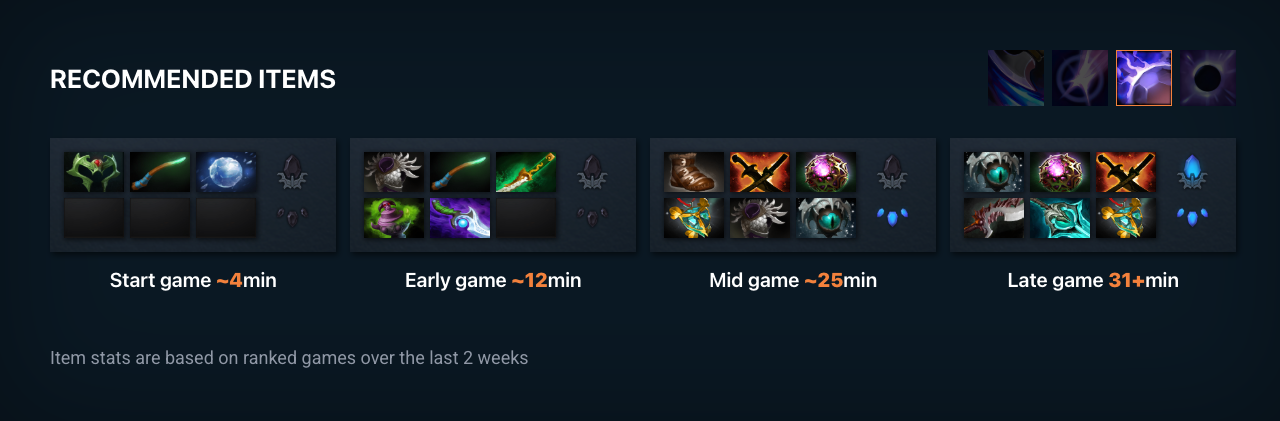 RECOMMENDED ITEMS
Start game ~4min
Early game ~12min
Mid game ~25min
Late game 31+min
Item stats are based on ranked games over the last 2 weeks